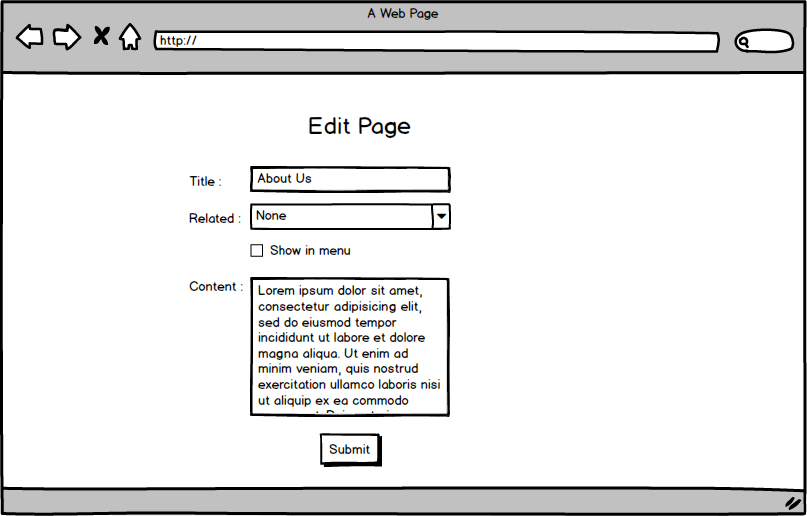 A Web Page
http://
Edit Page
Title : About Us
Related : None
Show in menu
Content : Lorem ipsum dolor sit amet,
consectetur adipisicing elit,
sed do eiusmod tempor
incididunt ut labore et dolore
magna aliqua. Ut enim ad
minim veniam, quis nostrud
exercitation ullamco laboris nisi
ut aliquip ex ea commodo
Submit